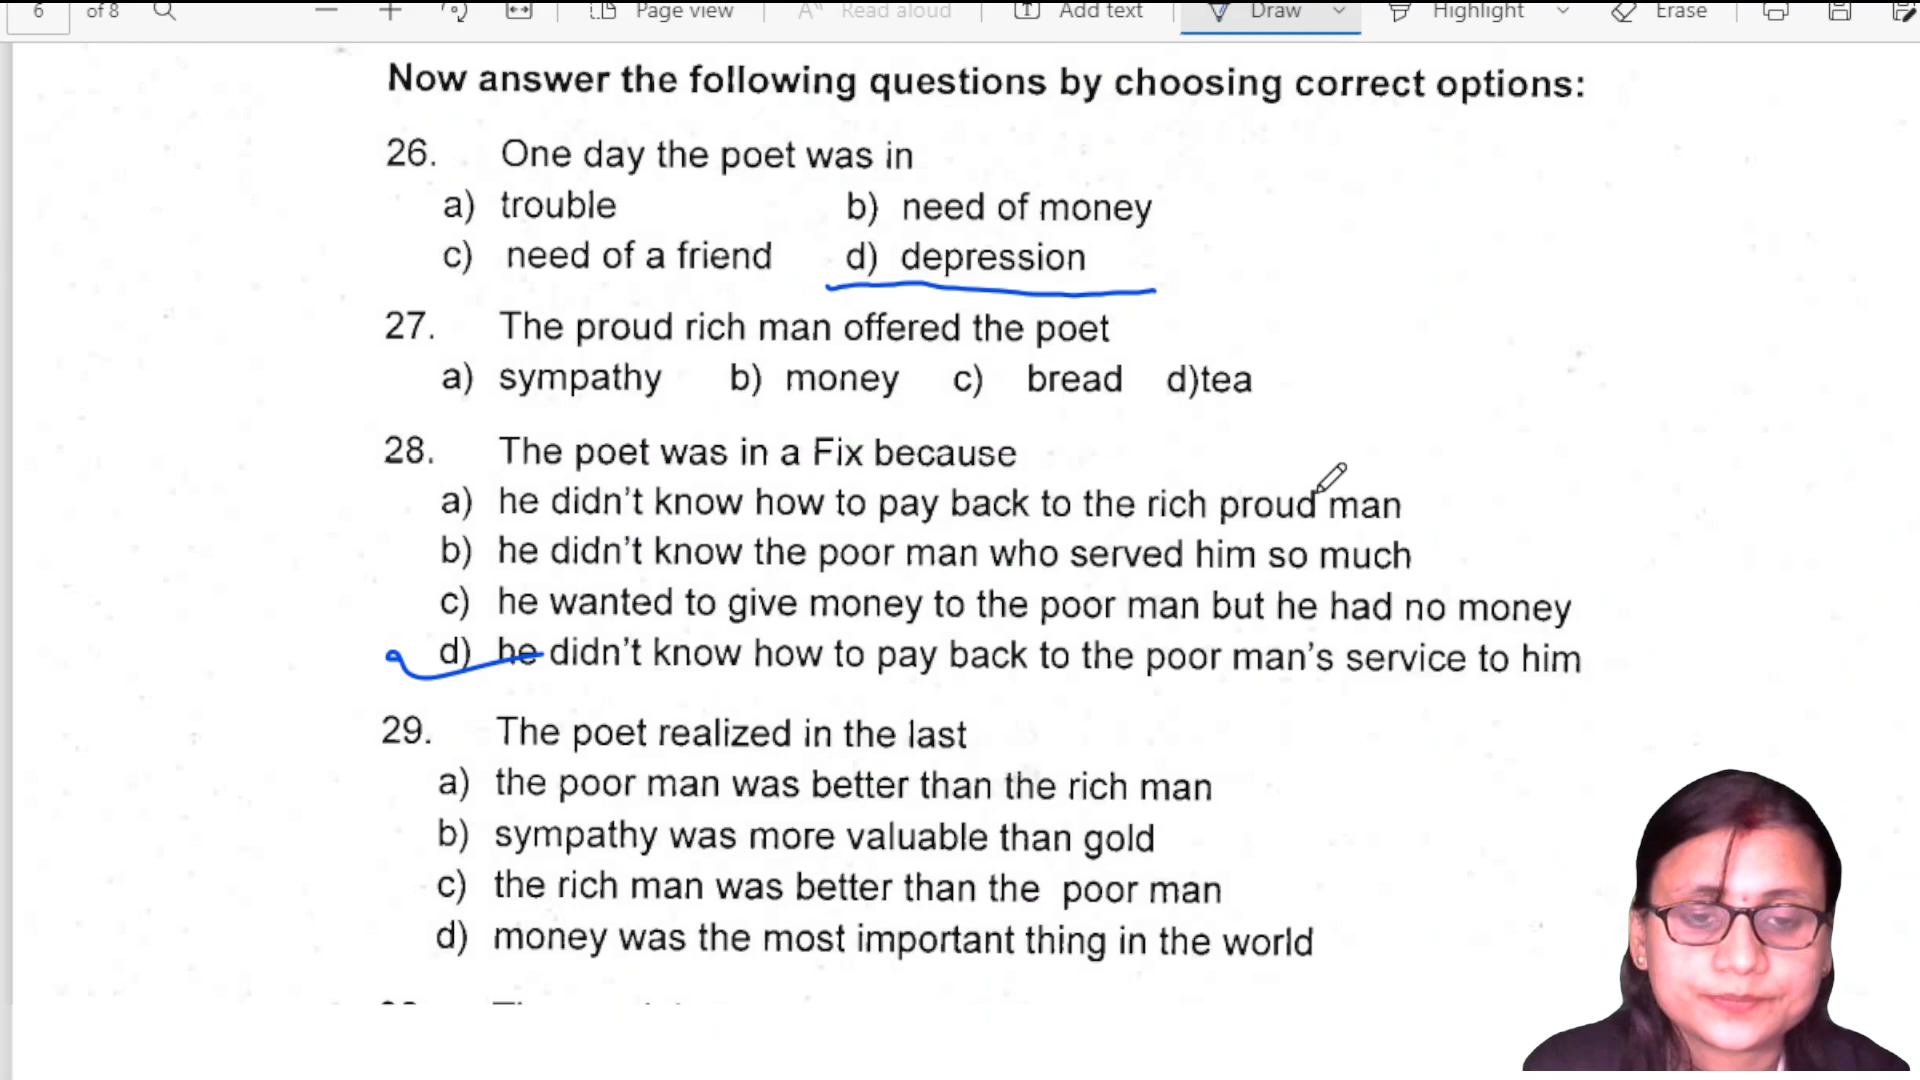 6 of 8 Page view Read aloud Add text Draw Highlight Erase
Now answer the following questions by choosing correct options:
26. One day the poet was in
a) trouble b) need of money
c) need of a friend d) depression
27. The proud rich man offered the poet
a) sympathy b) money c) bread d)tea
28. The poet was in a Fix because
a) he didn't know how to pay back to the rich proud man
b) he didn't know the poor man who served him so much
c) he wanted to give money to the poor man but he had no money
d) he didn't know how to pay back to the poor man's service to him
29. The poet realized in the last
a) the poor man was better than the rich man
b) sympathy was more valuable than gold
c) the rich man was better than the poor man
d) money was the most important thing in the world